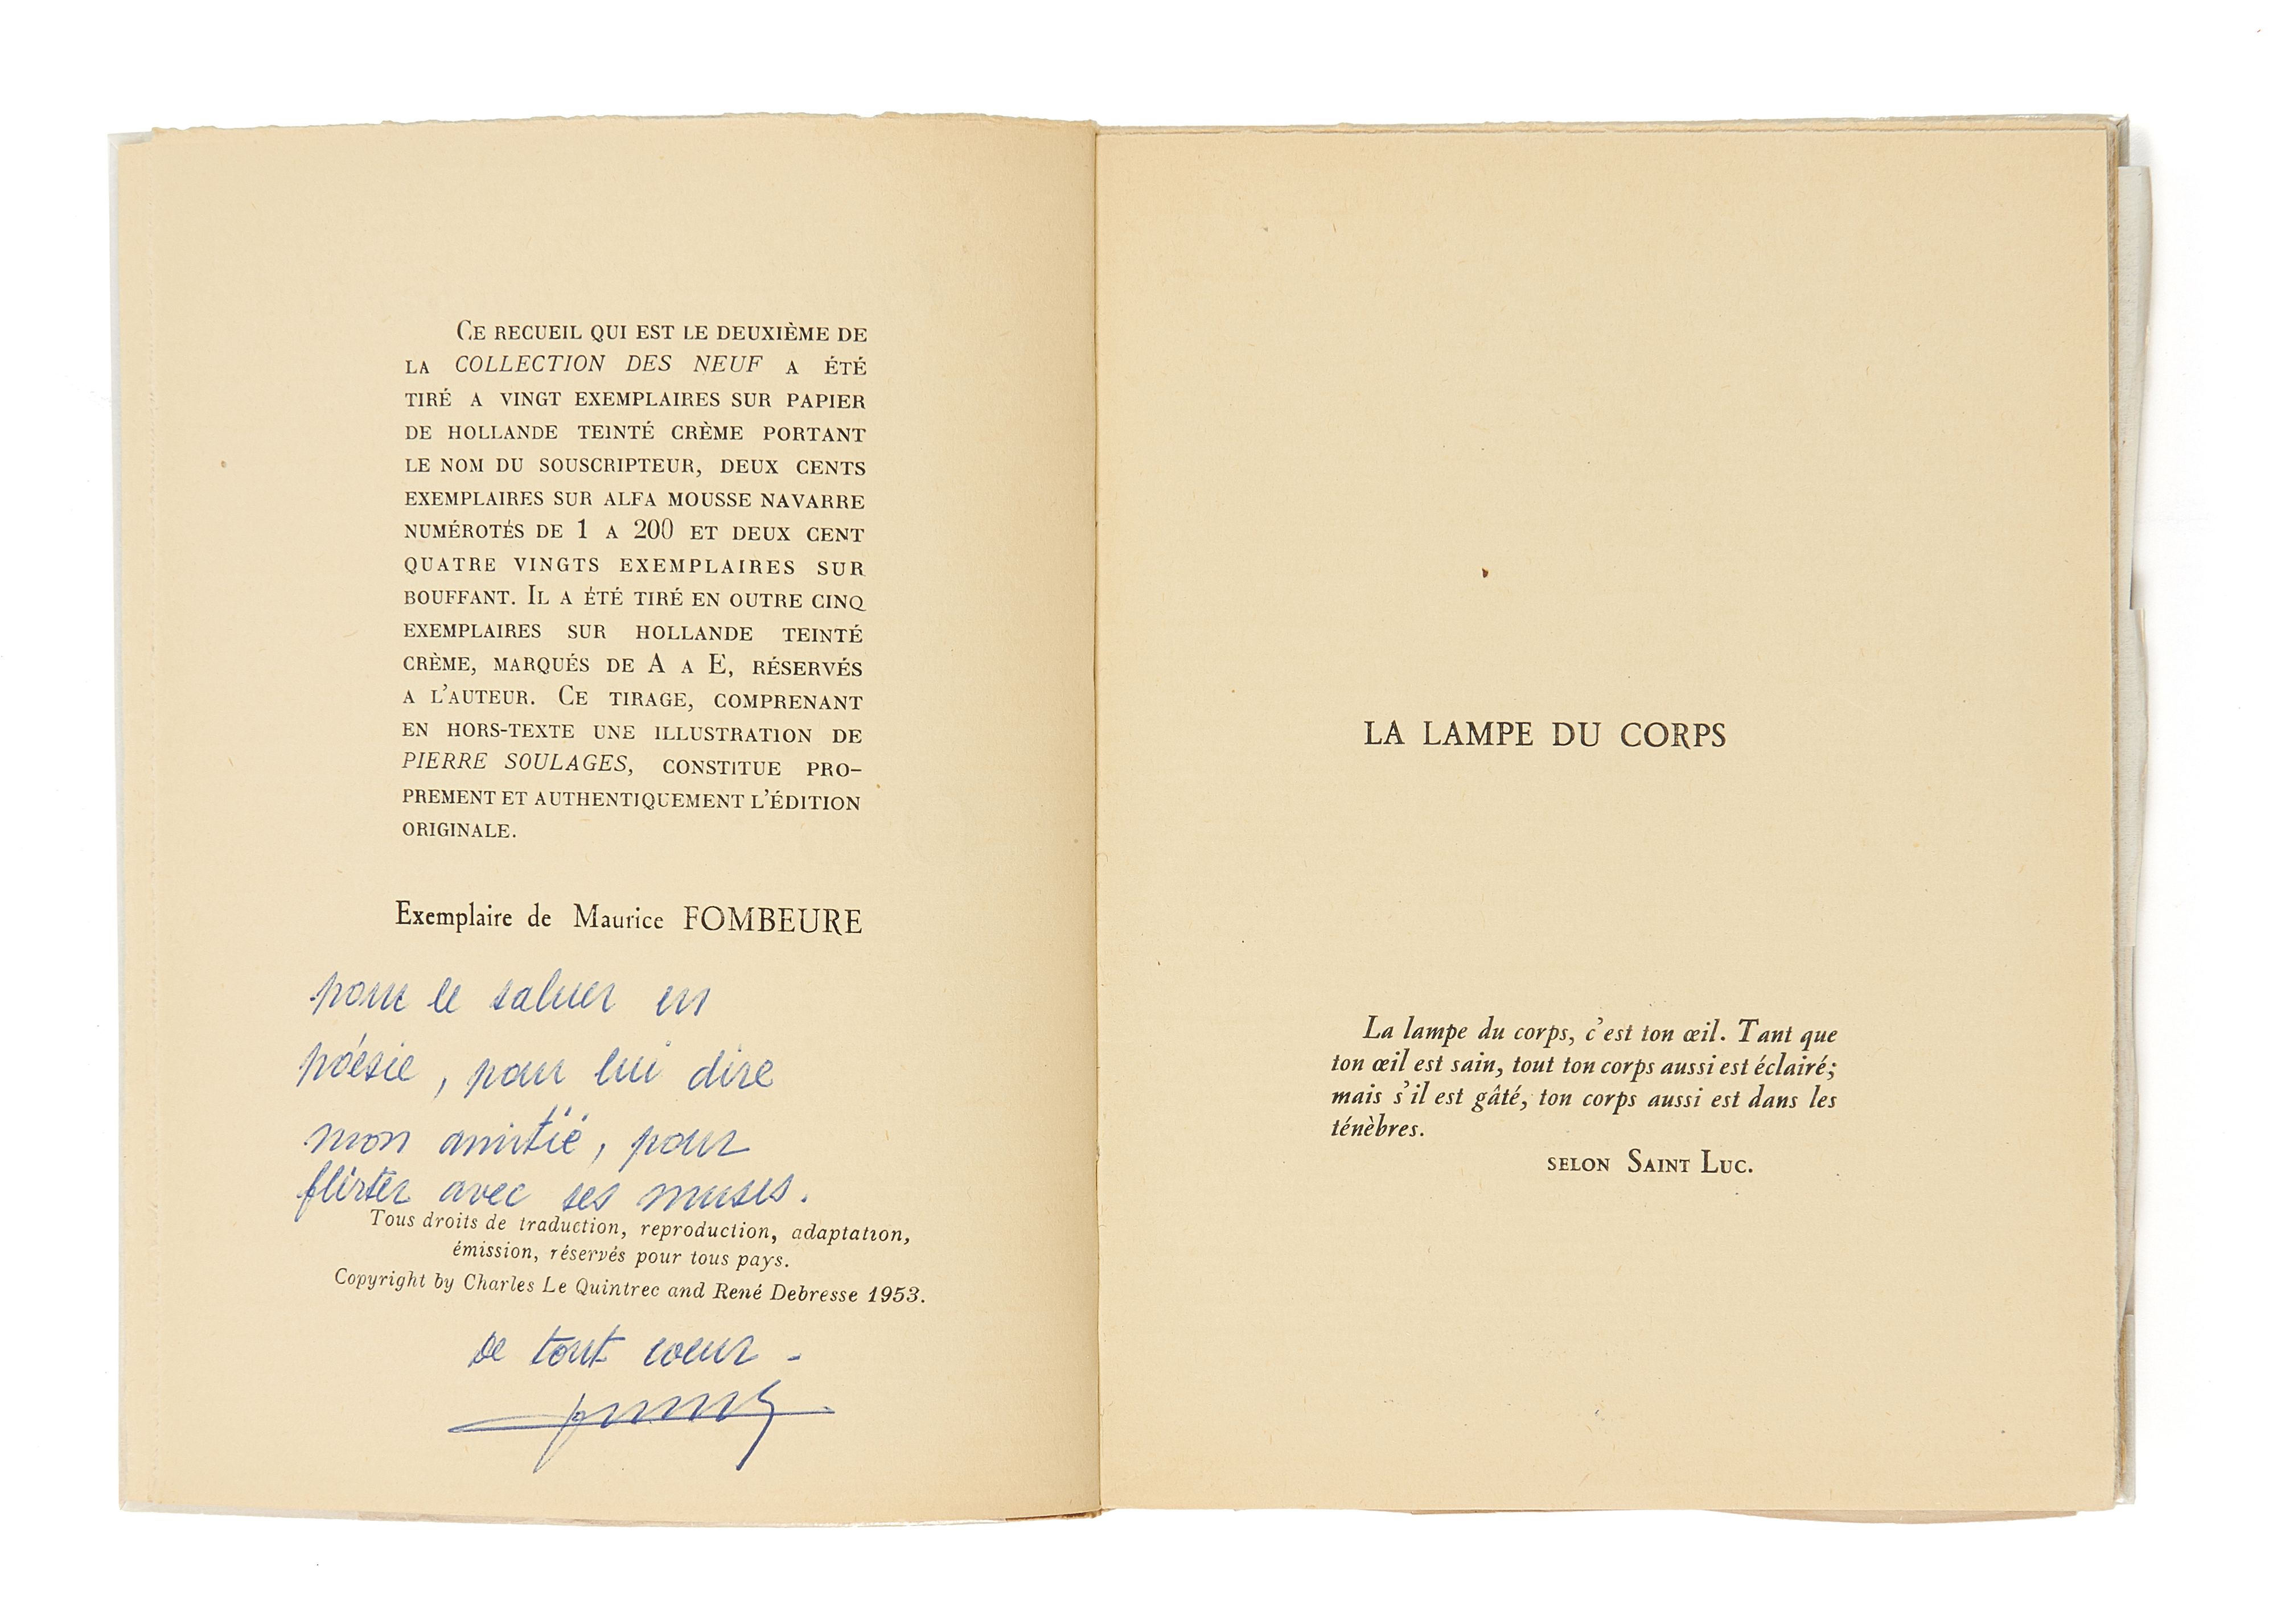 CE RECUEIL QUI EST LE DEUXIÈME DE
LA COLLECTION DES NEUF A ÉTÉ
TIRÉ A VINGT EXEMPLAIRES SUR PAPIER
DE HOLLANDE TEINTÉ CRÈME PORTANT
LE NOM DU SOUSCRIPTEUR, DEUX CENTS
EXEMPLAIRES SUR ALFA MOUSSE NAVARRE
NUMÉROTÉS DE 1 A 200 ET DEUX CENT
QUATRE VINGTS EXEMPLAIRES SUR
BOUFFANT. IL A ÉTÉ TIRÉ EN OUTRE CINQ
EXEMPLAIRES SUR HOLLANDE TEINTÉ
CRÈME, MARQUÉS DE A A E, RÉSERVÉS
A L'AUTEUR. CE TIRAGE, COMPRENANT
EN HORS-TEXTE UNE ILLUSTRATION DE
PIERRE SOULAGES, CONSTITUE PRO-
PREMENT ET AUTHENTIQUEMENT L'ÉDITION
ORIGINALE.
Exemplaire de Maurice FOMBEURE
pour le saluer en
poésie, pour lui dire
mon amitié, pour
flirter avec ses muses.
Tous droits de traduction, reproduction, adaptation,
émission, réservés pour tous pays.
Copyright by Charles Le Quintrec and René Debresse 1953.
de tout coeur -
LA LAMPE DU CORPS
La lampe du corps, c'est ton œil. Tant que
ton œil est sain, tout ton corps aussi est éclairé;
mais s'il est gâté, ton corps aussi est dans les
ténèbres.
SELON SAINT LUC.